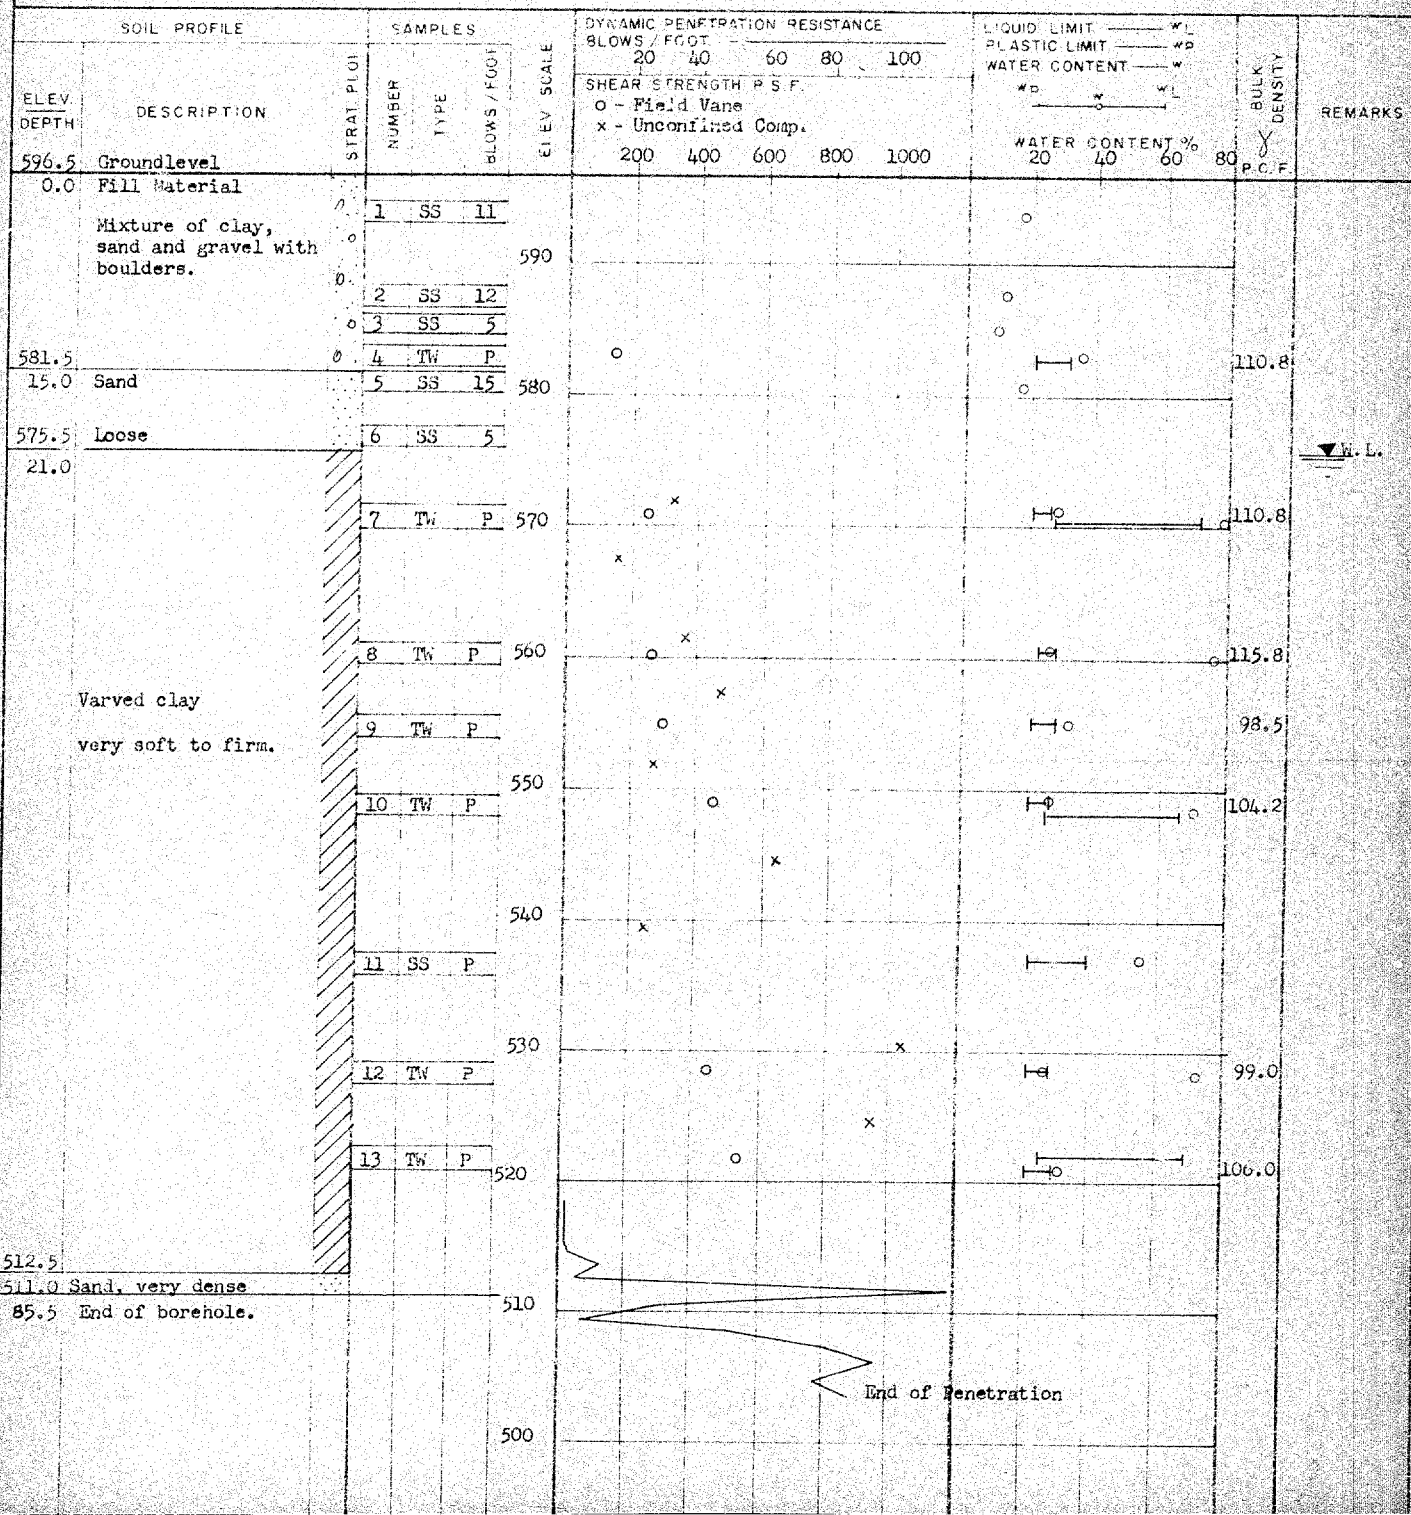 SOIL PROFILE
SAMPLES
ELEV. DEPTH
DESCRIPTION
STRAT. PLOT
NUMBER
TYPE
BLOWS / FOOT
ELEV SCALE
DYNAMIC PENETRATION RESISTANCE
BLOWS / FOOT
20 40 60 80 100
SHEAR STRENGTH P.S.F.
o - Field Vane
x - Unconfined Comp.
200 400 600 800 1000
LIQUID LIMIT WL
PLASTIC LIMIT WP
WATER CONTENT W
WP W WL
WATER CONTENT %
20 40 60 80
BULK DENSITY
γ P.C.F.
REMARKS
596.5 Groundlevel
0.0 Fill Material
1 SS 11
Mixture of clay,
sand and gravel with
boulders.
590
2 SS 12
3 SS 5
581.5
4 TW P
110.8
15.0 Sand
5 SS 15
580
575.5 Loose
6 SS 5
21.0
W.L.
7 TW P
570
110.8
8 TW P
560
115.8
Varved clay
very soft to firm.
9 TW P
98.5
550
10 TW P
104.2
540
11 SS P
530
12 TW P
99.0
13 TW P
520
106.0
512.5
511.0 Sand, very dense
85.5 End of borehole.
510
End of Penetration
500